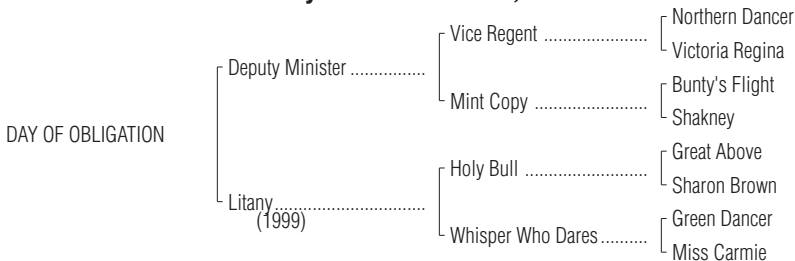 Northern Dancer
Vice Regent ......................
Victoria Regina
Deputy Minister ................
Bunty's Flight
Mint Copy ........................
Shakney
DAY OF OBLIGATION
Great Above
Holy Bull ..........................
Sharon Brown
Litany................................
(1999)
Green Dancer
Whisper Who Dares..........
Miss Carmie